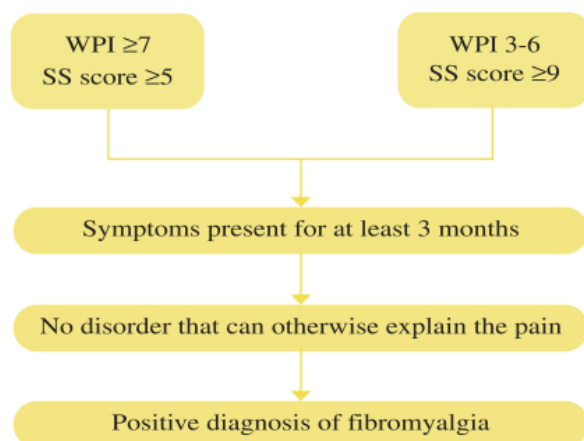 WPI ≥7
SS score ≥5
WPI 3-6
SS score ≥9
Symptoms present for at least 3 months
No disorder that can otherwise explain the pain
Positive diagnosis of fibromyalgia